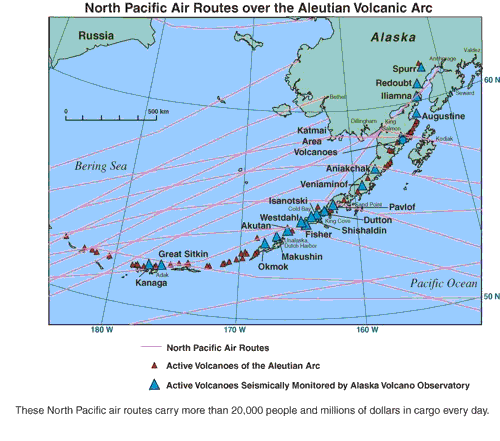 North Pacific Air Routes over the Aleutian Volcanic Arc
Russia
Alaska
Valdez
Anchorage
Spurr
60 N
Redoubt
Seward
Iliamna
Bethel
500 km
Augustine
Dillingham
King
Salmon
Katmai
Area
Volcanoes
Kodiak
Bering Sea
Aniakchak
Veniaminof
Isanotski
Cold Bay
Sand Point
Pavlof
Westdahl
King Cove
Dutton
Akutan
Shishaldin
Fisher
Unalaska
Dutch Harbor
Great Sitkin
Makushin
Okmok
Adak
Kanaga
Pacific Ocean
50 N
180 W
170 W
160 W
North Pacific Air Routes
Active Volcanoes of the Aleutian Arc
Active Volcanoes Seismically Monitored by Alaska Volcano Observatory
These North Pacific air routes carry more than 20,000 people and millions of dollars in cargo every day.